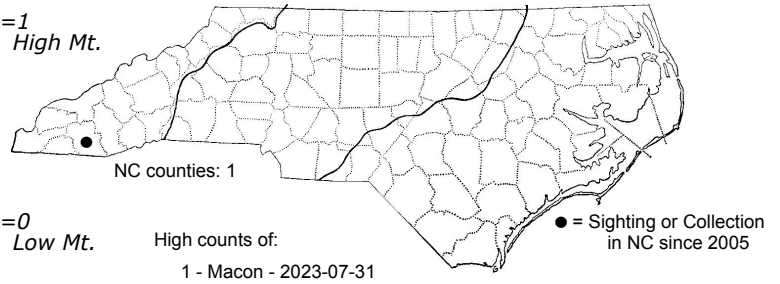 =1
High Mt.
NC counties: 1
=0
Low Mt.
High counts of:
1 - Macon - 2023-07-31
● = Sighting or Collection
in NC since 2005